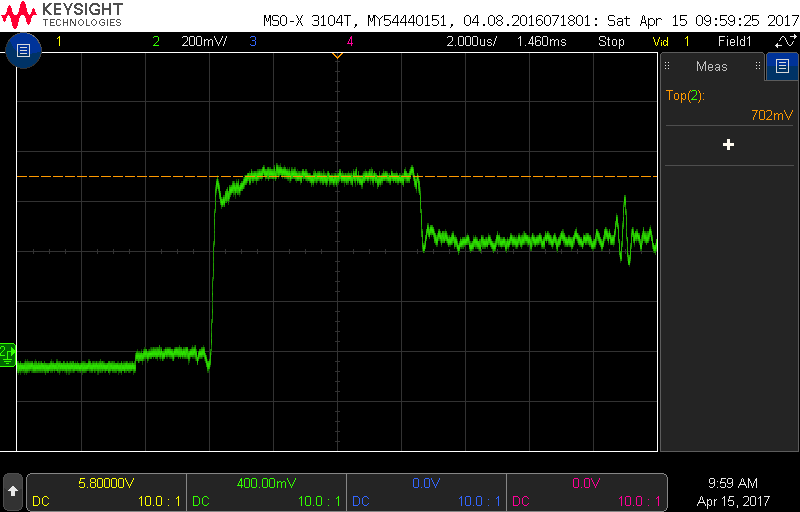 KEYSIGHT
TECHNOLOGIES
MSO-X 3104T, MY54440151, 04.08.2016071801: Sat Apr 15 09:59:25 2017
1 2 200mV/ 3 4 2.000us/ 1.460ms Stop Vid 1 Field1
Meas
Top(2):
702mV
2
5.80000V 400.00mV 0.0V 0.0V
DC 10.0 : 1 DC 10.0 : 1 DC 10.0 : 1 DC 10.0 : 1
9:59 AM
Apr 15, 2017